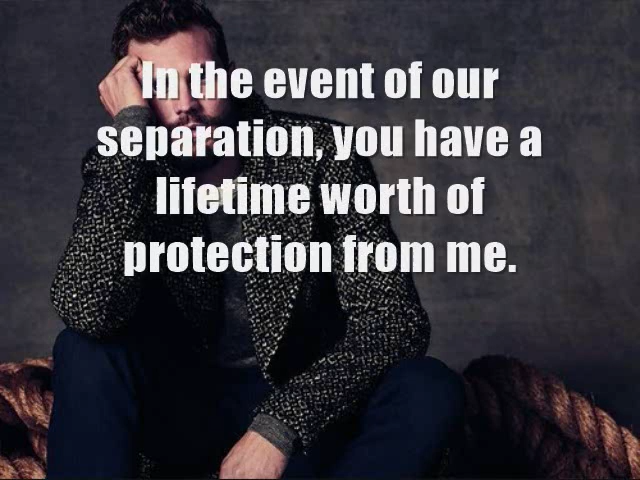 In the event of our
separation, you have a
lifetime worth of
protection from me.